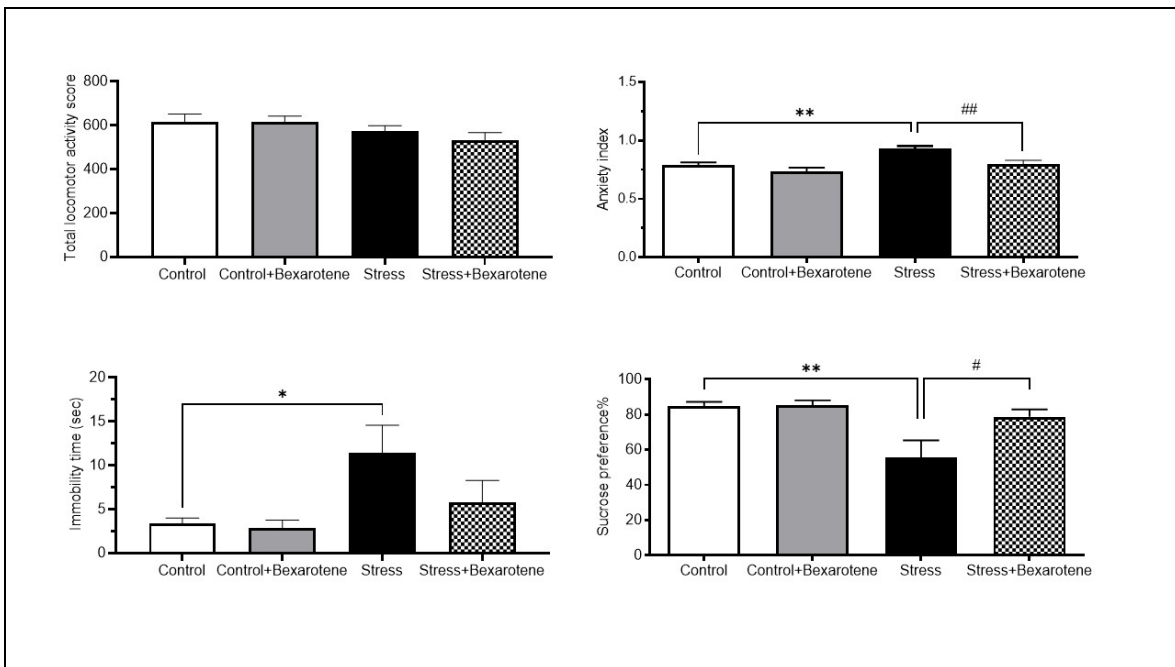 Total locomotor activity score
800
600
400
200
0
Control
Control+Bexarotene
Stress
Stress+Bexarotene
Anxiety index
1.5
1.0
0.5
0.0
**
##
Control
Control+Bexarotene
Stress
Stress+Bexarotene
Immobility time (sec)
20
15
10
5
0
*
Control
Control+Bexarotene
Stress
Stress+Bexarotene
Sucrose preference%
100
80
60
40
20
0
**
#
Control
Control+Bexarotene
Stress
Stress+Bexarotene